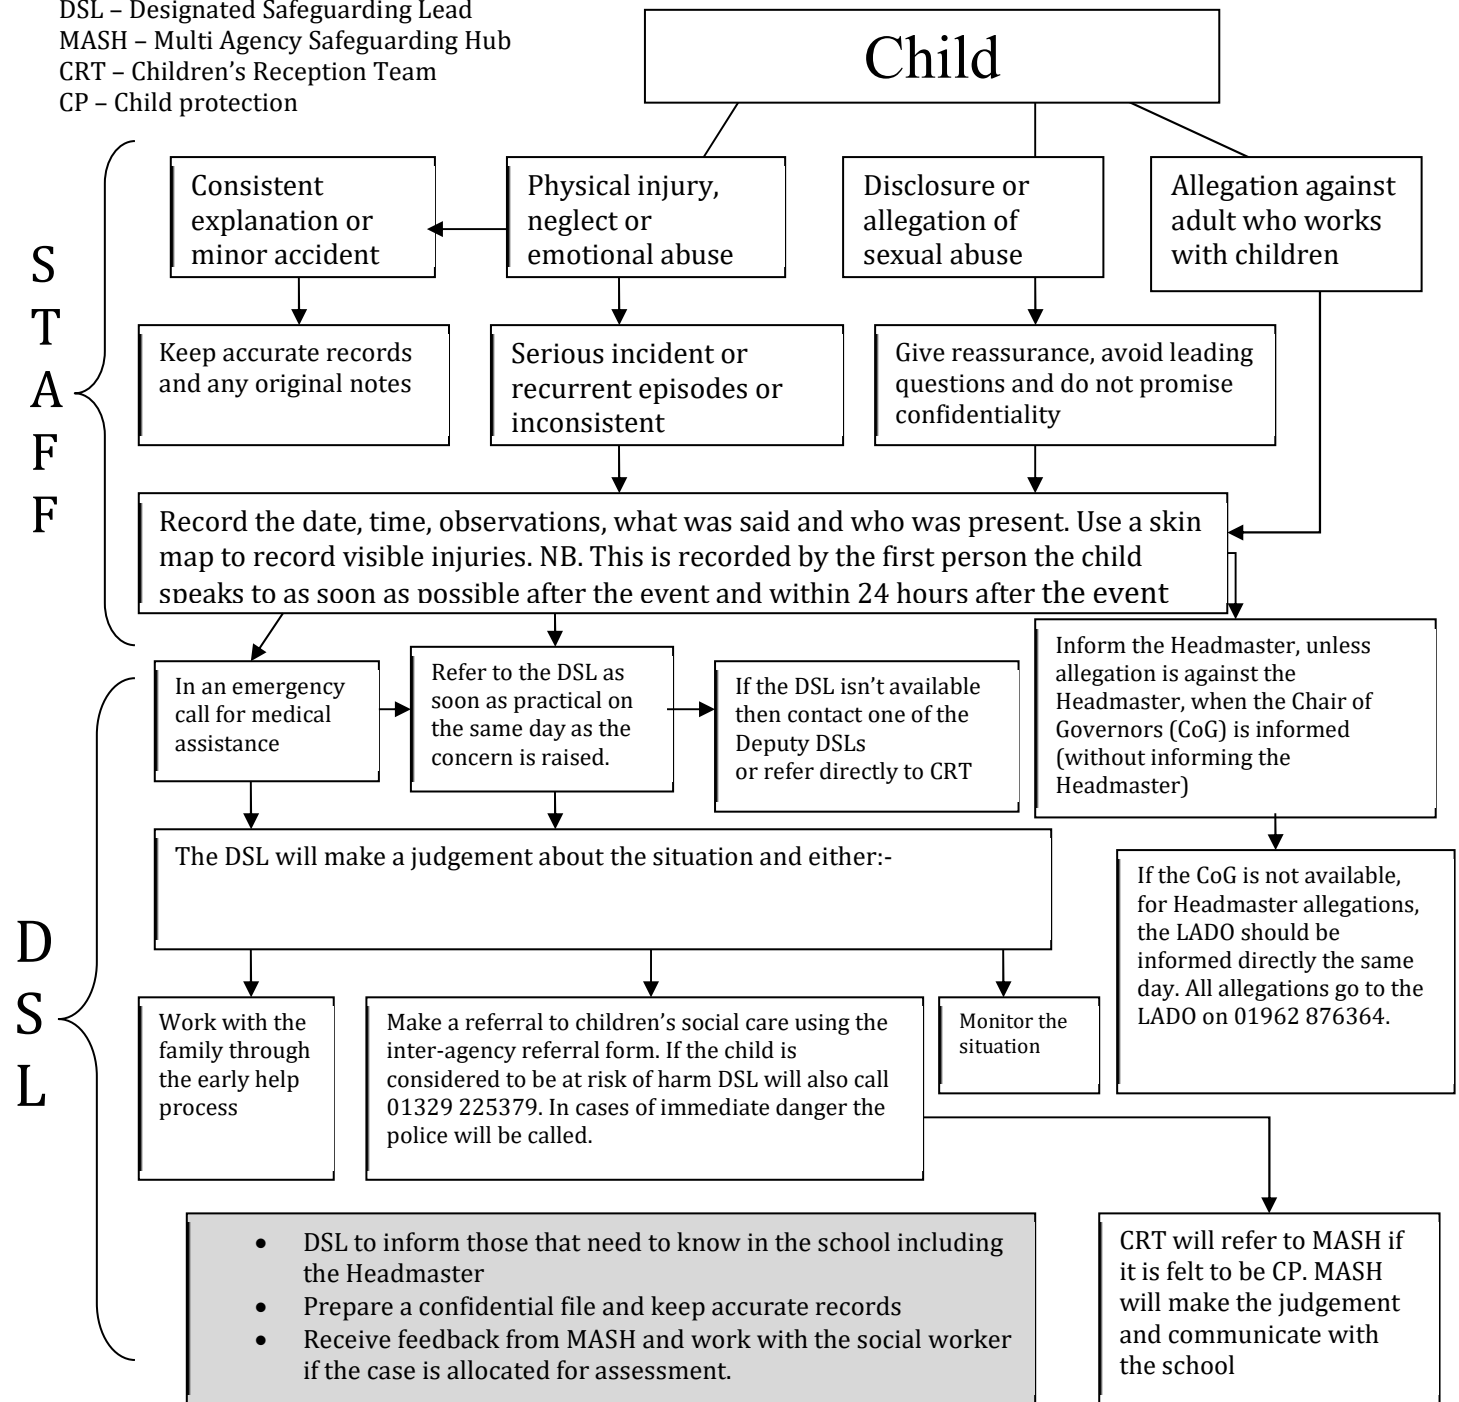 DSL – Designated Safeguarding Lead
MASH – Multi Agency Safeguarding Hub
CRT – Children's Reception Team
CP – Child protection
Child
STAFF
Consistent
explanation or
minor accident
Physical injury,
neglect or
emotional abuse
Disclosure or
allegation of
sexual abuse
Allegation against
adult who works
with children
Keep accurate records
and any original notes
Serious incident or
recurrent episodes or
inconsistent
Give reassurance, avoid leading
questions and do not promise
confidentiality
Record the date, time, observations, what was said and who was present. Use a skin
map to record visible injuries. NB. This is recorded by the first person the child
speaks to as soon as possible after the event and within 24 hours after the event
DSL
In an emergency
call for medical
assistance
Refer to the DSL as
soon as practical on
the same day as the
concern is raised.
If the DSL isn't available
then contact one of the
Deputy DSLs
or refer directly to CRT
Inform the Headmaster, unless
allegation is against the
Headmaster, when the Chair of
Governors (CoG) is informed
(without informing the
Headmaster)
The DSL will make a judgement about the situation and either:-
If the CoG is not available,
for Headmaster allegations,
the LADO should be
informed directly the same
day. All allegations go to the
LADO on 01962 876364.
Work with the
family through
the early help
process
Make a referral to children's social care using the
inter-agency referral form. If the child is
considered to be at risk of harm DSL will also call
01329 225379. In cases of immediate danger the
police will be called.
Monitor the
situation
• DSL to inform those that need to know in the school including
the Headmaster
• Prepare a confidential file and keep accurate records
• Receive feedback from MASH and work with the social worker
if the case is allocated for assessment.
CRT will refer to MASH if
it is felt to be CP. MASH
will make the judgement
and communicate with
the school